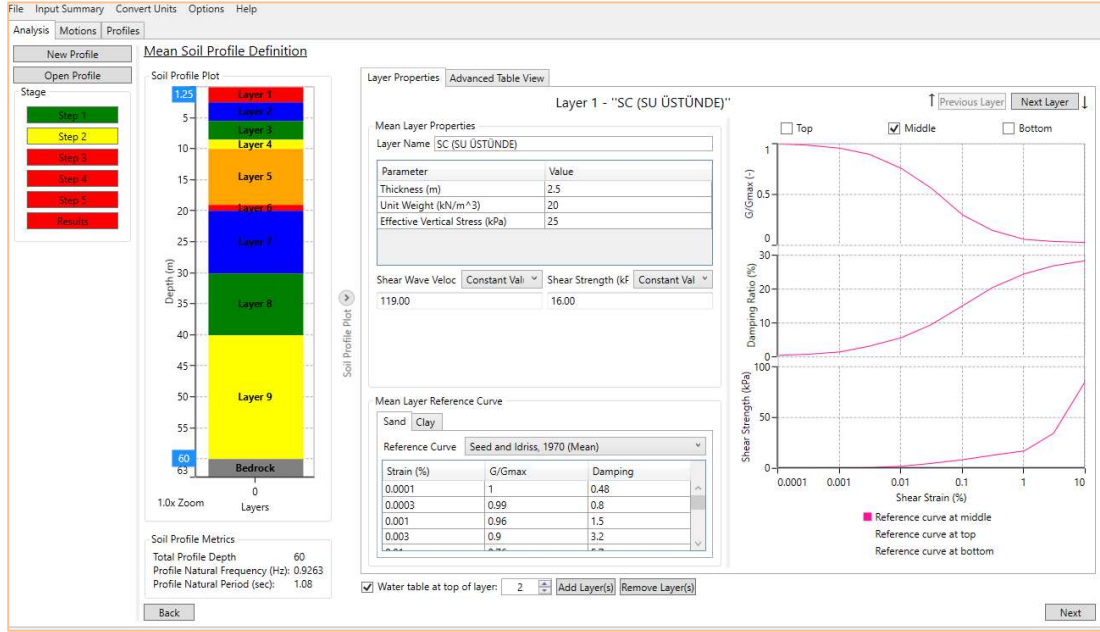 File Input Summary Convert Units Options Help
Analysis Motions Profiles
New Profile
Open Profile
Stage
Step 1
Step 2
Step 3
Step 4
Step 5
Results
Mean Soil Profile Definition
Soil Profile Plot
1.25
5
10
15
20
25
30
35
40
45
50
55
60
63
Depth (m)
Layer 1
Layer 2
Layer 3
Layer 4
Layer 5
Layer 6
Layer 7
Layer 8
Layer 9
Bedrock
0
1.0x Zoom
Layers
Soil Profile Metrics
Total Profile Depth 60
Profile Natural Frequency (Hz): 0.9263
Profile Natural Period (sec): 1.08
Back
Soil Profile Plot
Layer Properties Advanced Table View
Layer 1 - "SC (SU ÜSTÜNDE)"
Previous Layer Next Layer
Mean Layer Properties
Layer Name SC (SU ÜSTÜNDE)
Parameter Value
Thickness (m) 2.5
Unit Weight (kN/m^3) 20
Effective Vertical Stress (kPa) 25
Shear Wave Veloc Constant Val Shear Strength (kF Constant Val
119.00 16.00
Mean Layer Reference Curve
Sand Clay
Reference Curve Seed and Idriss, 1970 (Mean)
Strain (%) G/Gmax Damping
0.0001 1 0.48
0.0003 0.99 0.8
0.001 0.96 1.5
0.003 0.9 3.2
Water table at top of layer: 2 Add Layer(s) Remove Layer(s)
Top Middle Bottom
G/Gmax (-)
1
0.5
0
Damping Ratio (%)
30
20
10
0
Shear Strength (kPa)
100
50
0
0.0001 0.001 0.01 0.1 1 10
Shear Strain (%)
Reference curve at middle
Reference curve at top
Reference curve at bottom
Next